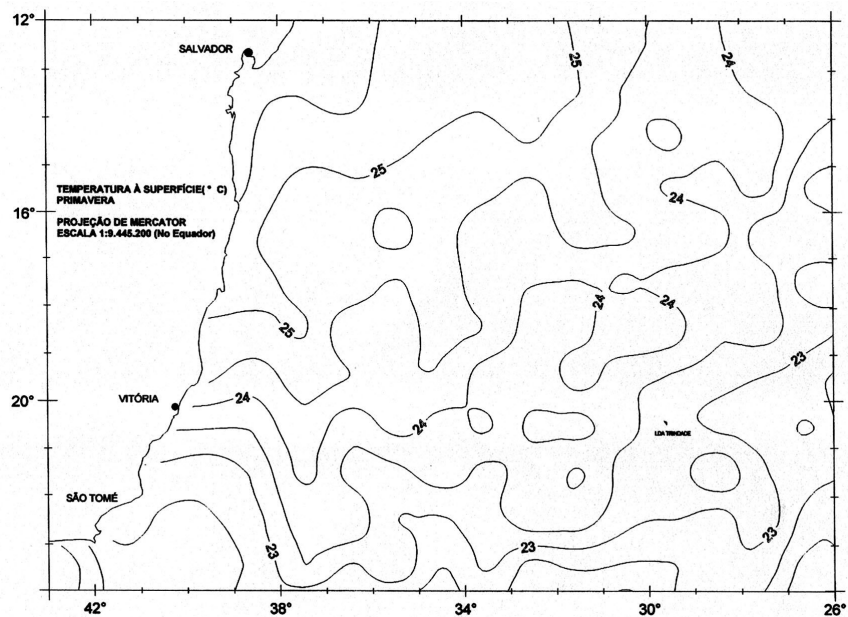 12°
SALVADOR
25
24
25
TEMPERATURA À SUPERFÍCIE( ° C)
PRIMAVERA
24
16°
PROJEÇÃO DE MERCATOR
ESCALA 1:9.445.200 (No Equador)
24
24
25
23
VITÓRIA
24
20°
24
I.DA TRINDADE
SÃO TOMÉ
23
23
23
42°
38°
34°
30°
26°